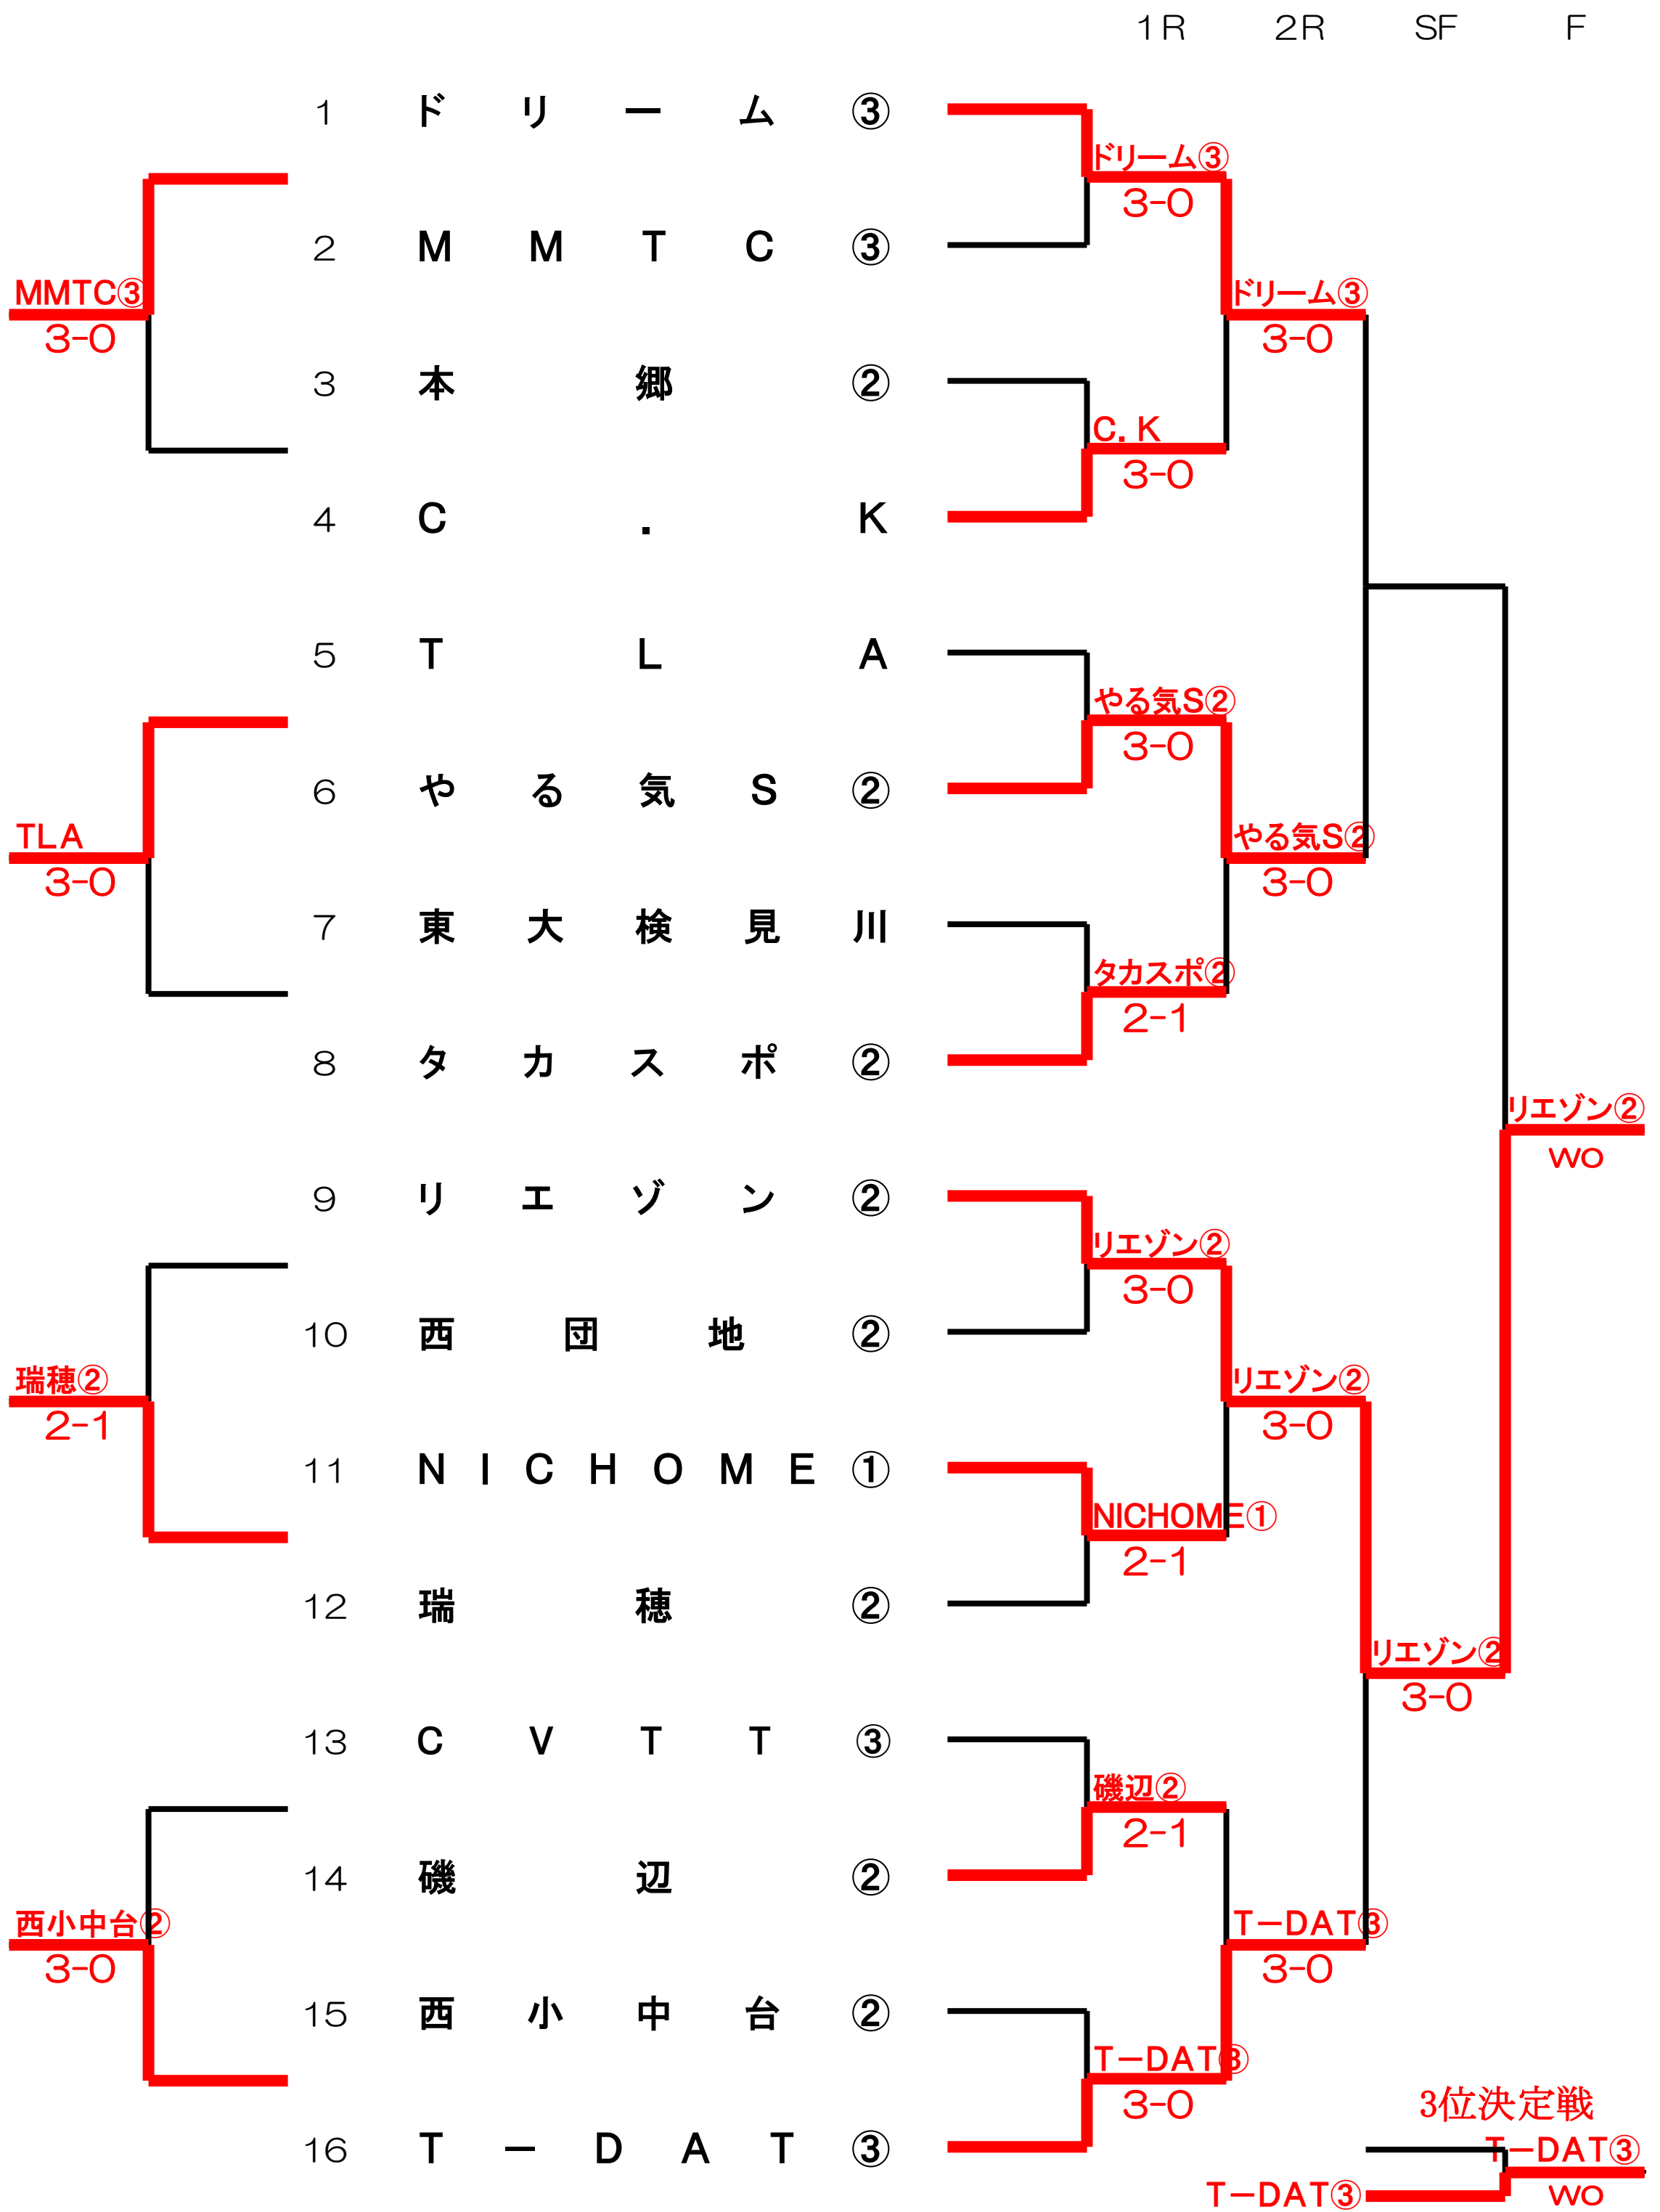 1R 2R SF F
1 ドリーム③
ドリーム③
3-0
2 MMTC③
MMTC③
3-0
ドリーム③
3-0
3 本郷②
C.K
3-0
4 C.K
5 TLA
やる気S②
3-0
6 やる気S②
TLA
3-0
やる気S②
3-0
7 東大検見川
タカスポ②
2-1
8 タカスポ②
リエゾン②
WO
9 リエゾン②
リエゾン②
3-0
10 西団地②
瑞穂②
2-1
リエゾン②
3-0
11 NICHOME①
NICHOME①
2-1
12 瑞穂②
リエゾン②
3-0
13 CVTT③
磯辺②
2-1
14 磯辺②
西小中台②
3-0
T-DAT③
3-0
15 西小中台②
T-DAT③
3-0
16 T-DAT③
3位決定戦
T-DAT③
T-DAT③
WO